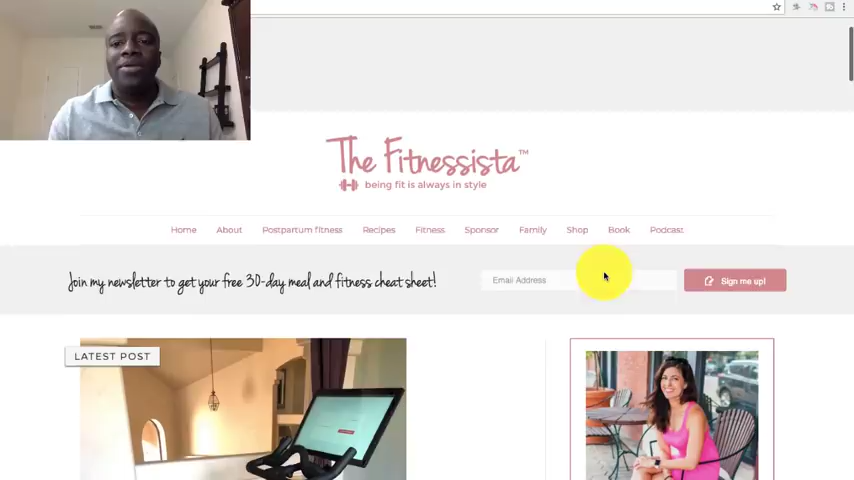 The Fitnessista™
being fit is always in style
Home About Postpartum fitness Recipes Fitness Sponsor Family Shop Book Podcast
Join my newsletter to get your free 30-day meal and fitness cheat sheet!
Email Address
Sign me up!
LATEST POST